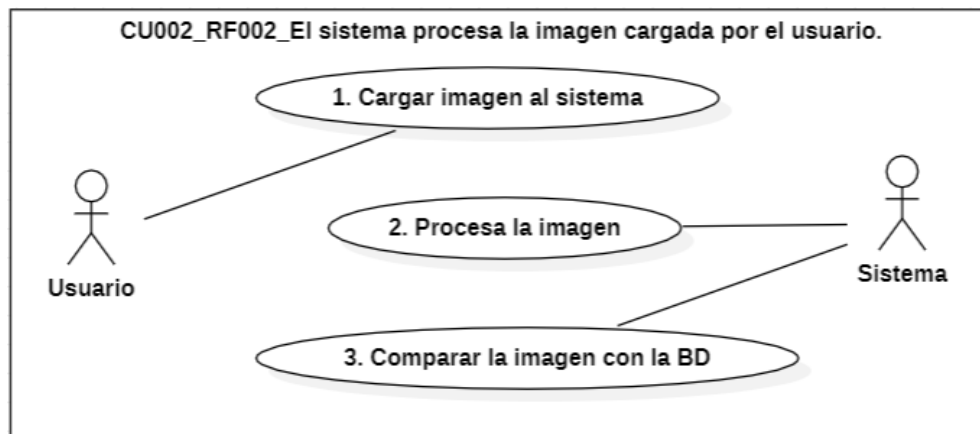 CU002_RF002_El sistema procesa la imagen cargada por el usuario.
1. Cargar imagen al sistema
2. Procesa la imagen
Usuario
Sistema
3. Comparar la imagen con la BD